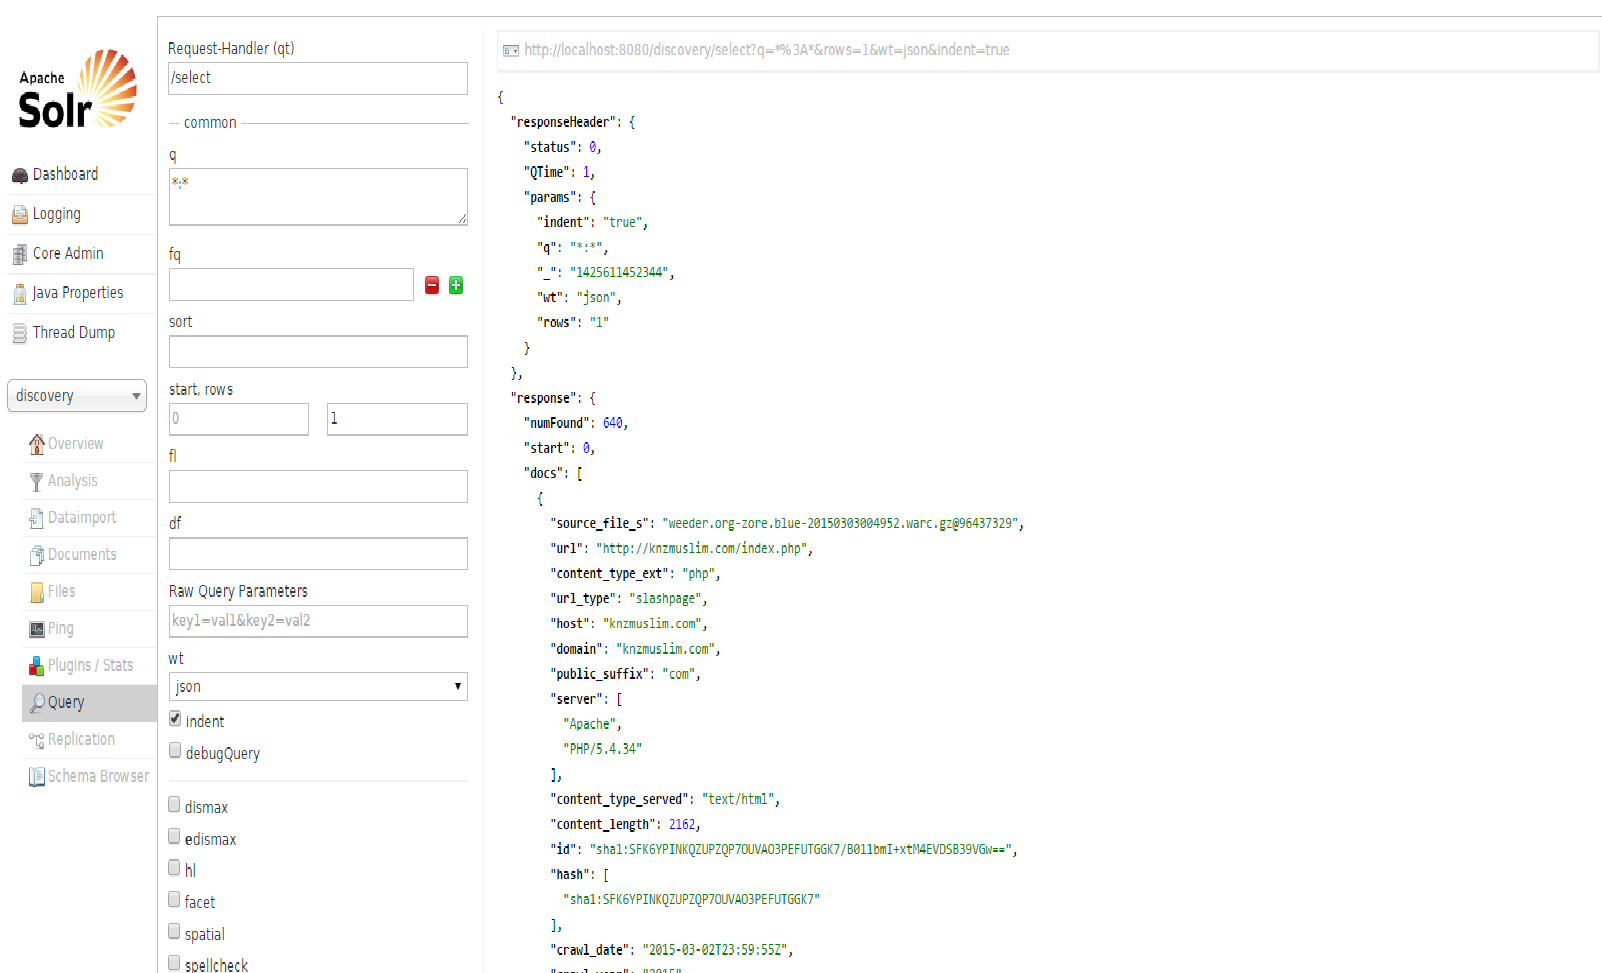 Apache
Solr
Dashboard
Logging
Core Admin
Java Properties
Thread Dump
discovery
Overview
Analysis
Dataimport
Documents
Files
Ping
Plugins / Stats
Query
Replication
Schema Browser
Request-Handler (qt)
/select
common
q
*:*
fq
sort
start, rows
0
1
fl
df
Raw Query Parameters
key1=val1&key2=val2
wt
json
indent
debugQuery
dismax
edismax
hl
facet
spatial
spellcheck
http://localhost:8080/discovery/select?q=*%3A*&rows=1&wt=json&indent=true
{
"responseHeader": {
"status": 0,
"QTime": 1,
"params": {
"indent": "true",
"q": "*:*",
"_": "1425611452344",
"wt": "json",
"rows": "1"
}
},
"response": {
"numFound": 640,
"start": 0,
"docs": [
{
"source_file_s": "weeder.org-zore.blue-20150303004952.warc.gz@96437329",
"url": "http://knzmuslim.com/index.php",
"content_type_ext": "php",
"url_type": "slashpage",
"host": "knzmuslim.com",
"domain": "knzmuslim.com",
"public_suffix": "com",
"server": [
"Apache",
"PHP/5.4.34"
],
"content_type_served": "text/html",
"content_length": 2162,
"id": "sha1:SFK6YPINKQZUPZQP7OUVAO3PEFUTGGK7/B011bmI+xtM4EVDSB39VGw==",
"hash": [
"sha1:SFK6YPINKQZUPZQP7OUVAO3PEFUTGGK7"
],
"crawl_date": "2015-03-02T23:59:55Z",
"crawl_year": "2015",